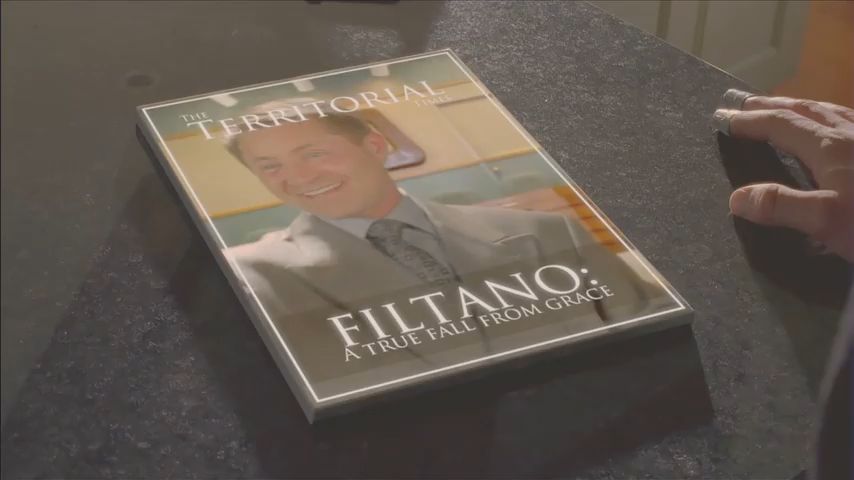 THE
TERRITORIAL
TIMES
FILTANO:
A TRUE FALL FROM GRACE